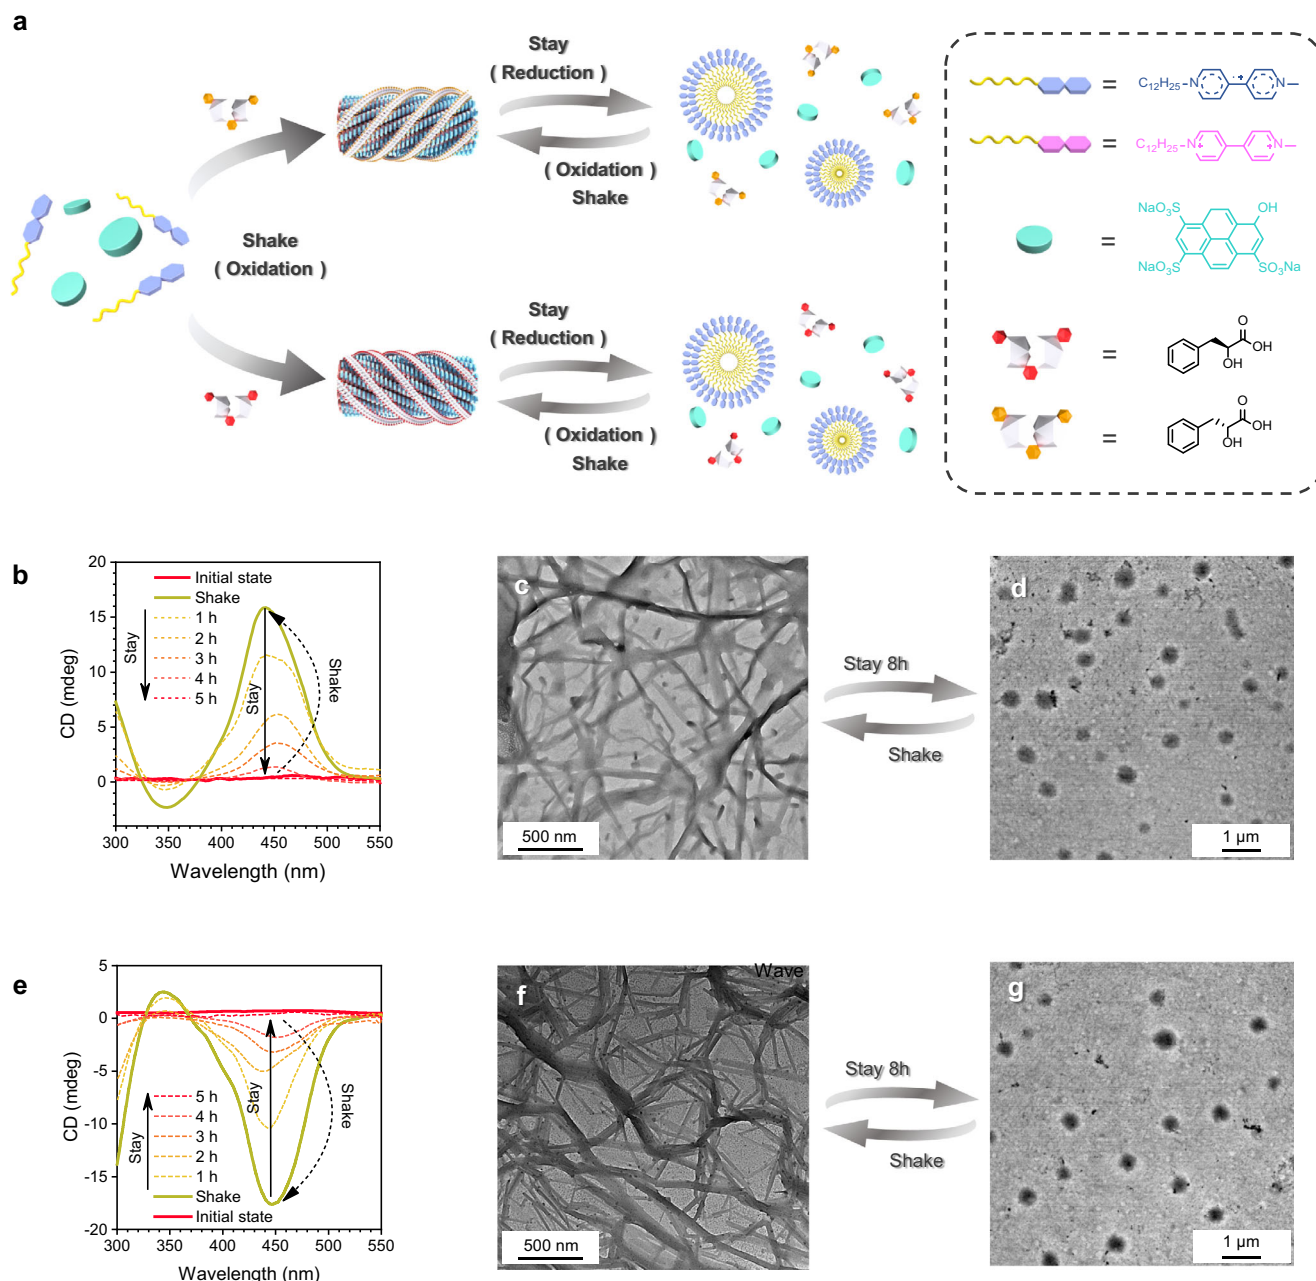 a
Stay
( Reduction )
( Oxidation )
Shake
Shake
( Oxidation )
Stay
( Reduction )
( Oxidation )
Shake
= C12H25-N N
= C12H25-N+ N+
= NaO3S OH
NaO3S SO3Na
= O
OH
OH
= O
OH
OH
b
CD (mdeg)
20
15
10
5
0
300 350 400 450 500 550
Wavelength (nm)
Initial state
Shake
1 h
2 h
3 h
4 h
5 h
Stay
Stay
Shake
c
500 nm
Stay 8h
Shake
d
1 μm
e
CD (mdeg)
5
0
-5
-10
-15
-20
300 350 400 450 500 550
Wavelength (nm)
5 h
4 h
3 h
2 h
1 h
Shake
Initial state
Stay
Stay
Shake
f
Wave
500 nm
Stay 8h
Shake
g
1 μm